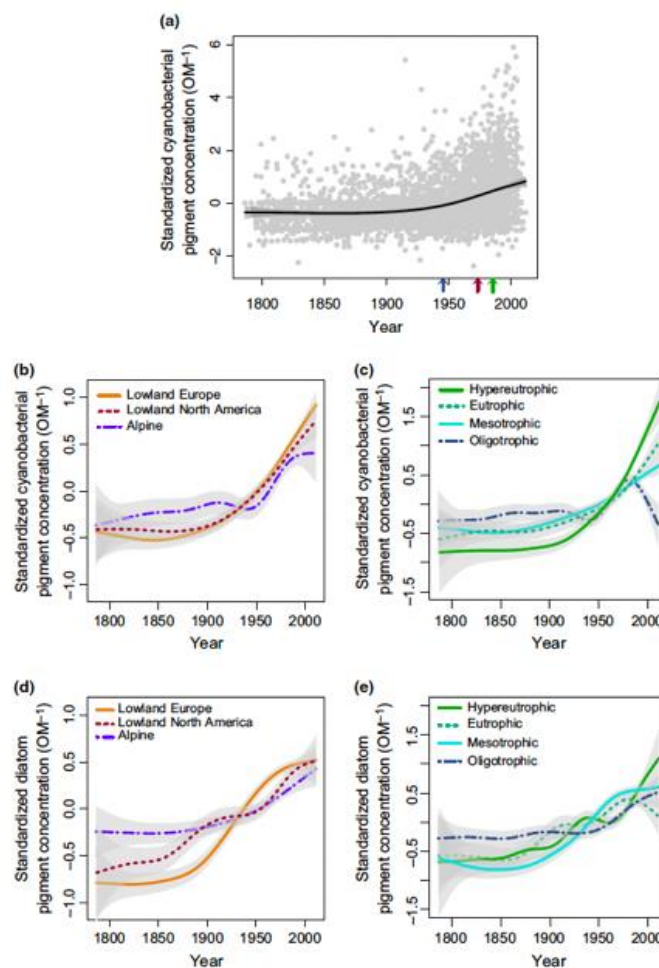 (a)
Standardized cyanobacterial
pigment concentration (OM⁻¹)
6
4
2
0
−2
1800 1850 1900 1950 2000
Year
(b)
Standardized cyanobacterial
pigment concentration (OM⁻¹)
1.0
0.5
0.0
−0.5
−1.0
Lowland Europe
Lowland North America
Alpine
1800 1850 1900 1950 2000
Year
(c)
Standardized cyanobacterial
pigment concentration (OM⁻¹)
1.5
0.5
−0.5
−1.5
Hypereutrophic
Eutrophic
Mesotrophic
Oligotrophic
1800 1850 1900 1950 2000
Year
(d)
Standardized diatom
pigment concentration (OM⁻¹)
1.0
0.5
0.0
−0.5
−1.0
Lowland Europe
Lowland North America
Alpine
1800 1850 1900 1950 2000
Year
(e)
Standardized diatom
pigment concentration (OM⁻¹)
1.5
0.5
−0.5
−1.5
Hypereutrophic
Eutrophic
Mesotrophic
Oligotrophic
1800 1850 1900 1950 2000
Year